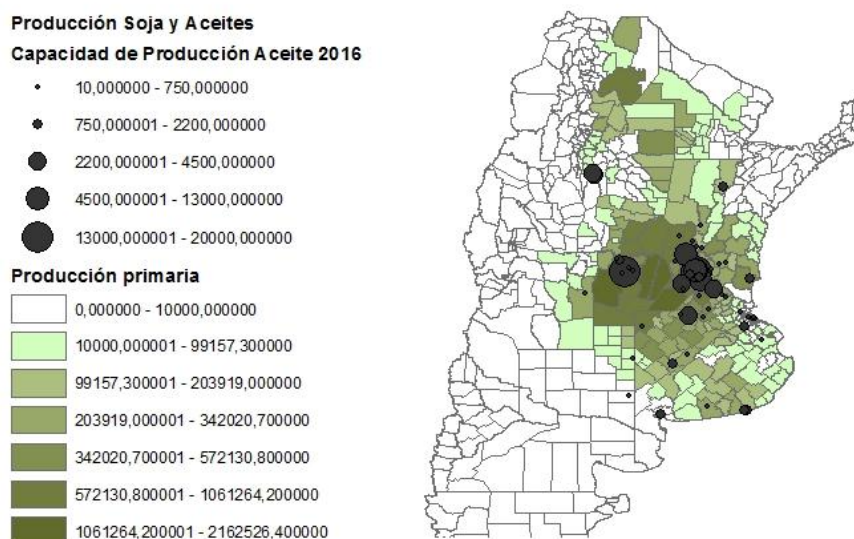 Producción Soja y Aceites
Capacidad de Producción Aceite 2016
10,000000 - 750,000000
750,000001 - 2200,000000
2200,000001 - 4500,000000
4500,000001 - 13000,000000
13000,000001 - 20000,000000
Producción primaria
0,000000 - 10000,000000
10000,000001 - 99157,300000
99157,300001 - 203919,000000
203919,000001 - 342020,700000
342020,700001 - 572130,800000
572130,800001 - 1061264,200000
1061264,200001 - 2162526,400000